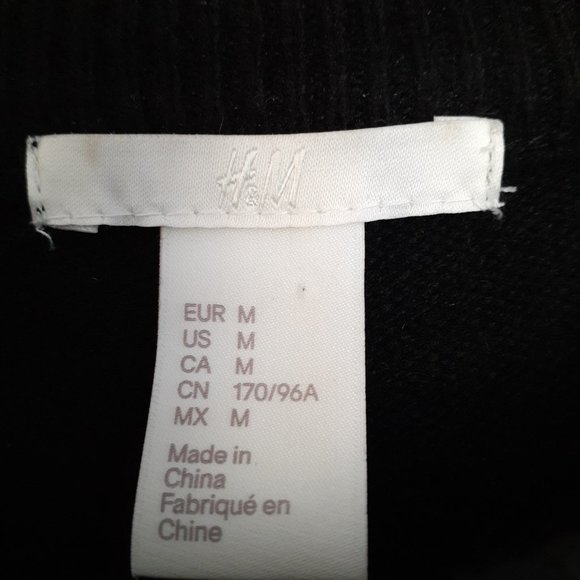 H&M
EUR M
US M
CA M
CN 170/96A
MX M
Made in
China
Fabriqué en
Chine